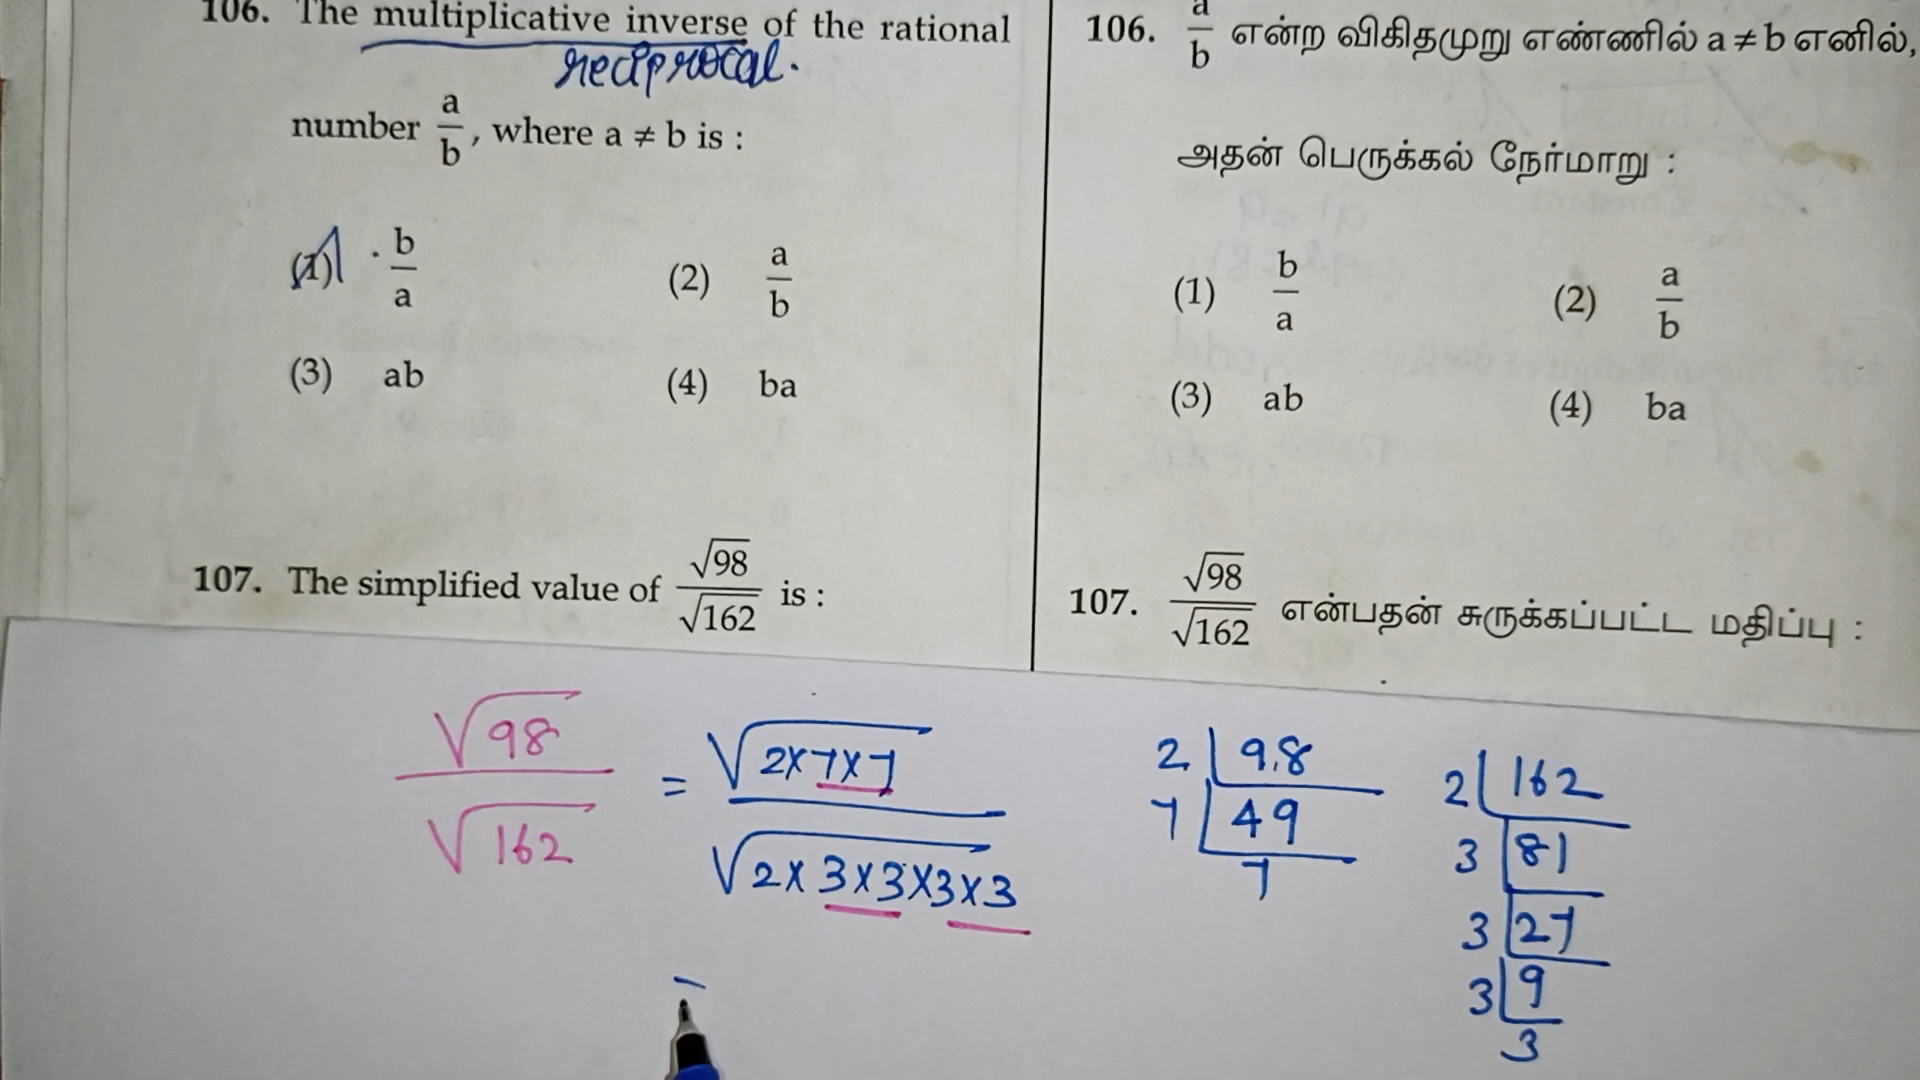 106. The multiplicative inverse of the rational
reciprocal.
number a/b, where a ≠ b is :
(1) b/a (2) a/b
(3) ab (4) ba
107. The simplified value of √98/√162 is :
106. a/b என்ற விகிதமுறு எண்ணில் a ≠ b எனில்,
அதன் பெருக்கல் நேர்மாறு :
(1) b/a (2) a/b
(3) ab (4) ba
107. √98/√162 என்பதன் சுருக்கப்பட்ட மதிப்பு :
√98/√162 = √2×7×7/√2×3×3×3×3
2 98
7 49
7
2 162
3 81
3 27
3 9
3